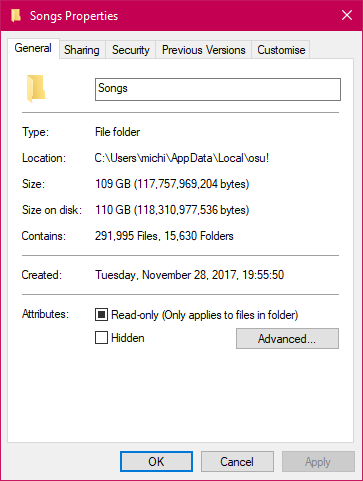 Songs Properties
General Sharing Security Previous Versions Customise
Songs
Type: File folder
Location: C:\Users\michi\AppData\Local\osu!
Size: 109 GB (117,757,969,204 bytes)
Size on disk: 110 GB (118,310,977,536 bytes)
Contains: 291,995 Files, 15,630 Folders
Created: Tuesday, November 28, 2017, 19:55:50
Attributes: Read-only (Only applies to files in folder)
Hidden Advanced...
OK Cancel Apply